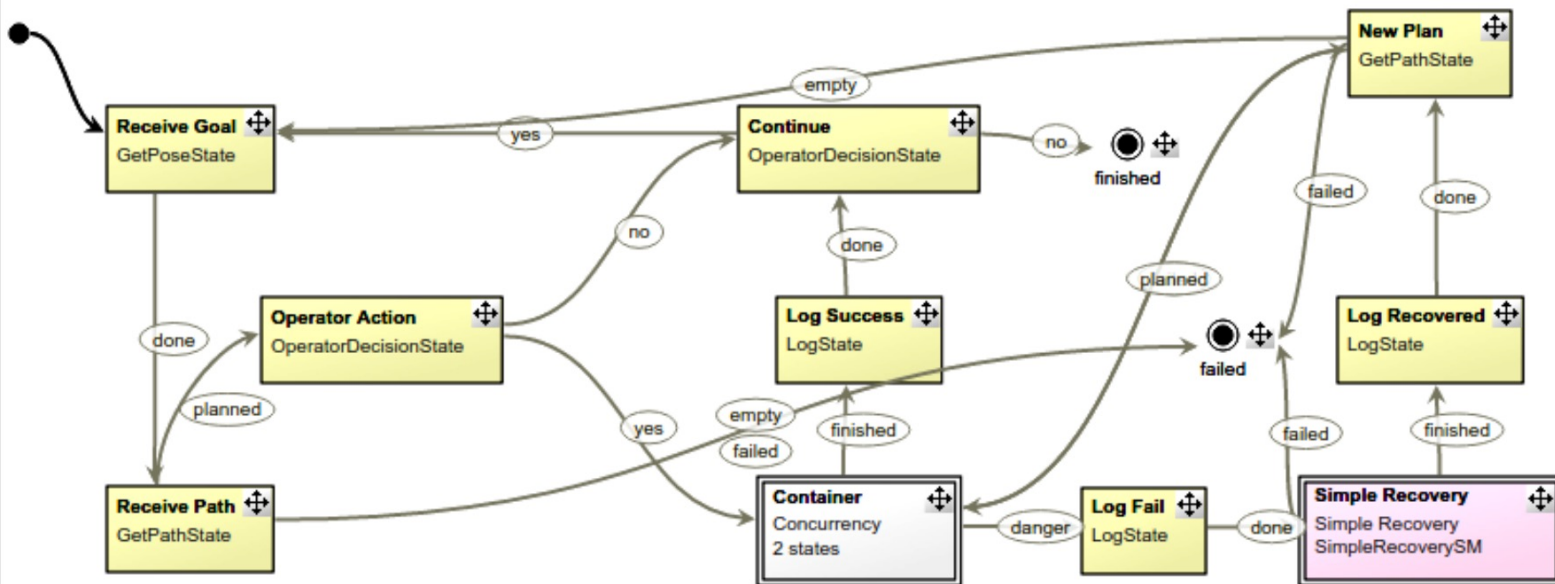 New Plan
GetPathState
empty
Receive Goal
GetPoseState
yes
Continue
OperatorDecisionState
no
finished
failed
done
no
done
planned
Operator Action
OperatorDecisionState
done
planned
Log Success
LogState
failed
Log Recovered
LogState
empty
failed
yes
finished
failed
finished
Receive Path
GetPathState
Container
Concurrency
2 states
danger
Log Fail
LogState
done
Simple Recovery
Simple Recovery
SimpleRecoverySM